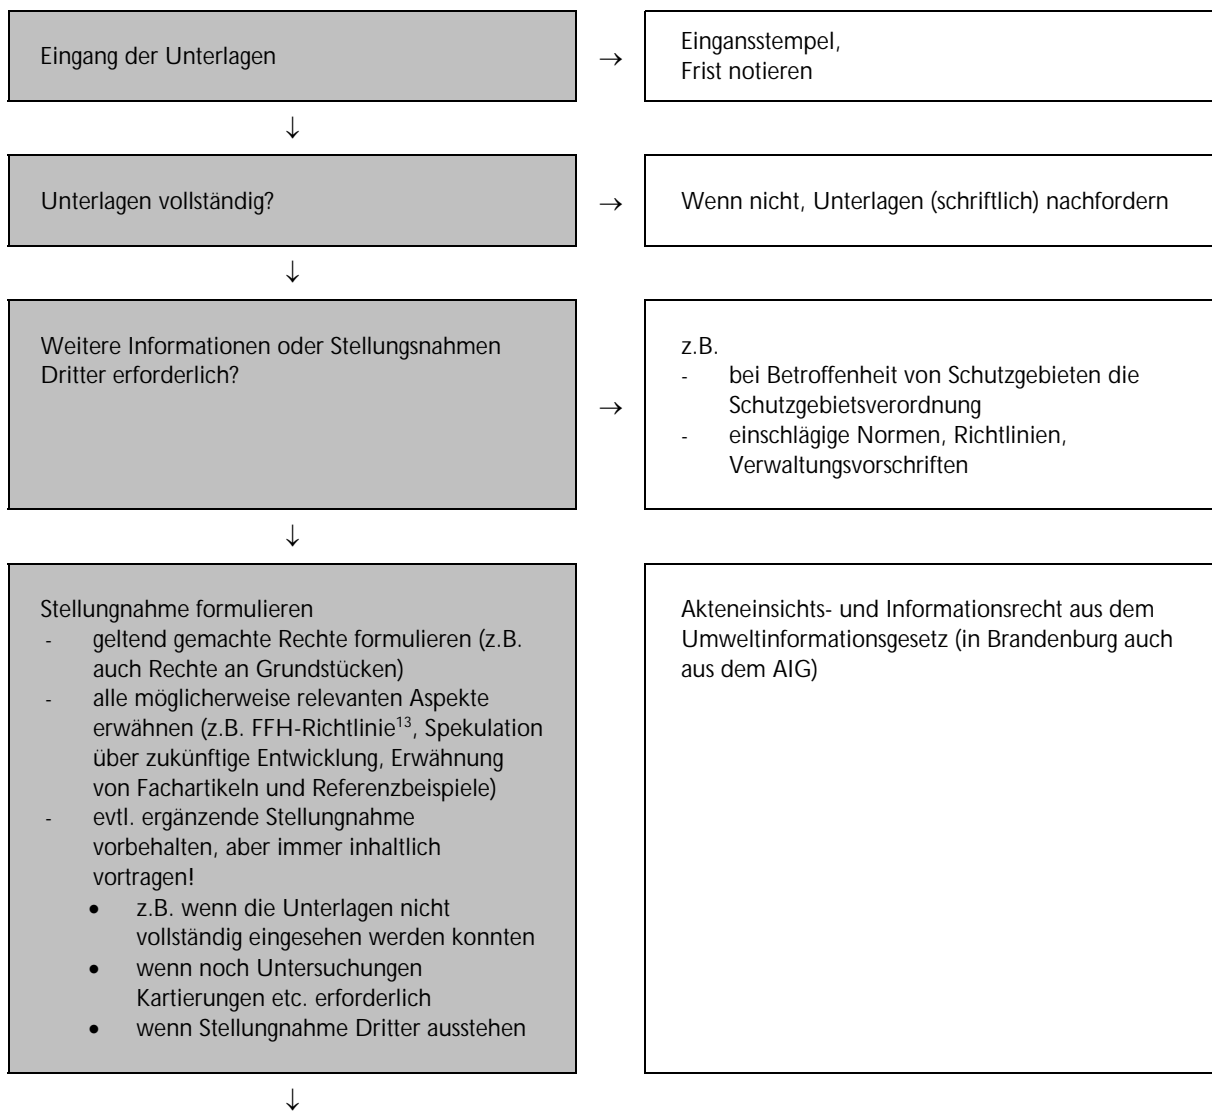 Eingang der Unterlagen
→
Eingansstempel,
Frist notieren
↓
Unterlagen vollständig?
→
Wenn nicht, Unterlagen (schriftlich) nachfordern
↓
Weitere Informationen oder Stellungsnahmen
Dritter erforderlich?
→
z.B.
- bei Betroffenheit von Schutzgebieten die
Schutzgebietsverordnung
- einschlägige Normen, Richtlinien,
Verwaltungsvorschriften
↓
Stellungnahme formulieren
- geltend gemachte Rechte formulieren (z.B.
auch Rechte an Grundstücken)
- alle möglicherweise relevanten Aspekte
erwähnen (z.B. FFH-Richtlinie¹³, Spekulation
über zukünftige Entwicklung, Erwähnung
von Fachartikeln und Referenzbeispiele)
- evtl. ergänzende Stellungnahme
vorbehalten, aber immer inhaltlich
vortragen!
• z.B. wenn die Unterlagen nicht
vollständig eingesehen werden konnten
• wenn noch Untersuchungen
Kartierungen etc. erforderlich
• wenn Stellungnahme Dritter ausstehen
Akteneinsichts- und Informationsrecht aus dem
Umweltinformationsgesetz (in Brandenburg auch
aus dem AIG)
↓